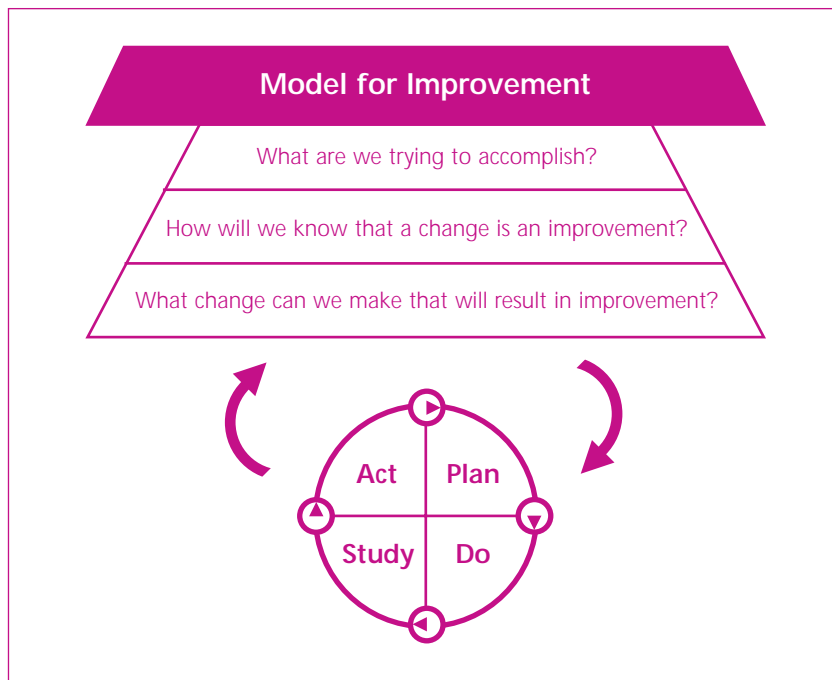 Model for Improvement
What are we trying to accomplish?
How will we know that a change is an improvement?
What change can we make that will result in improvement?
Act Plan
Study Do